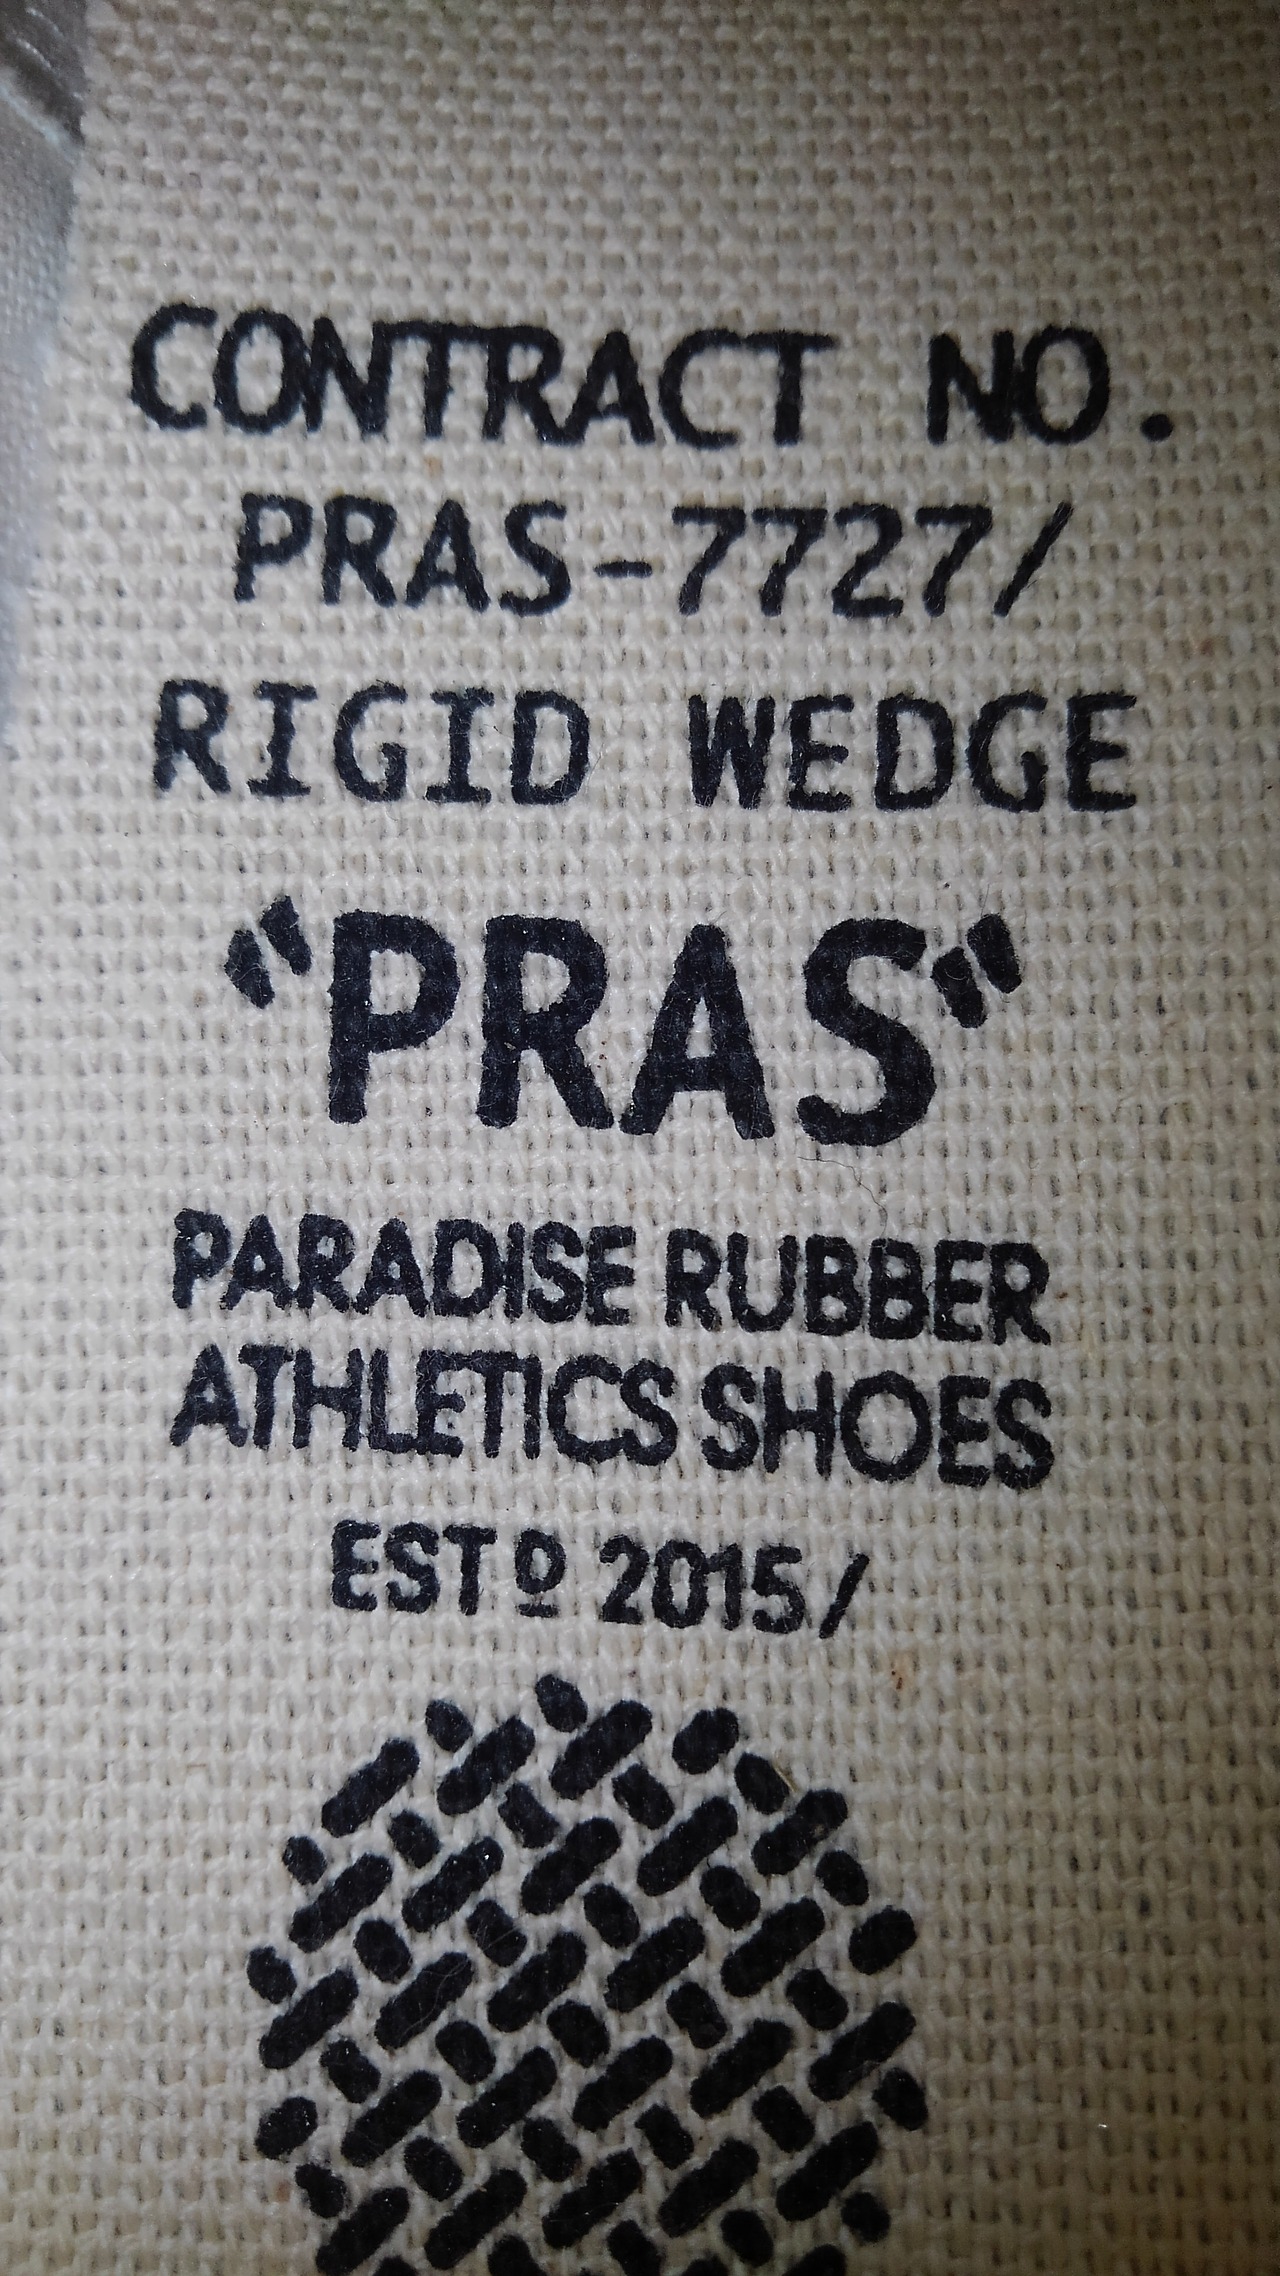 CONTRACT NO.
PRAS-7727/
RIGID WEDGE
“PRAS”
PARADISE RUBBER
ATHLETICS SHOES
ESTº 2015/